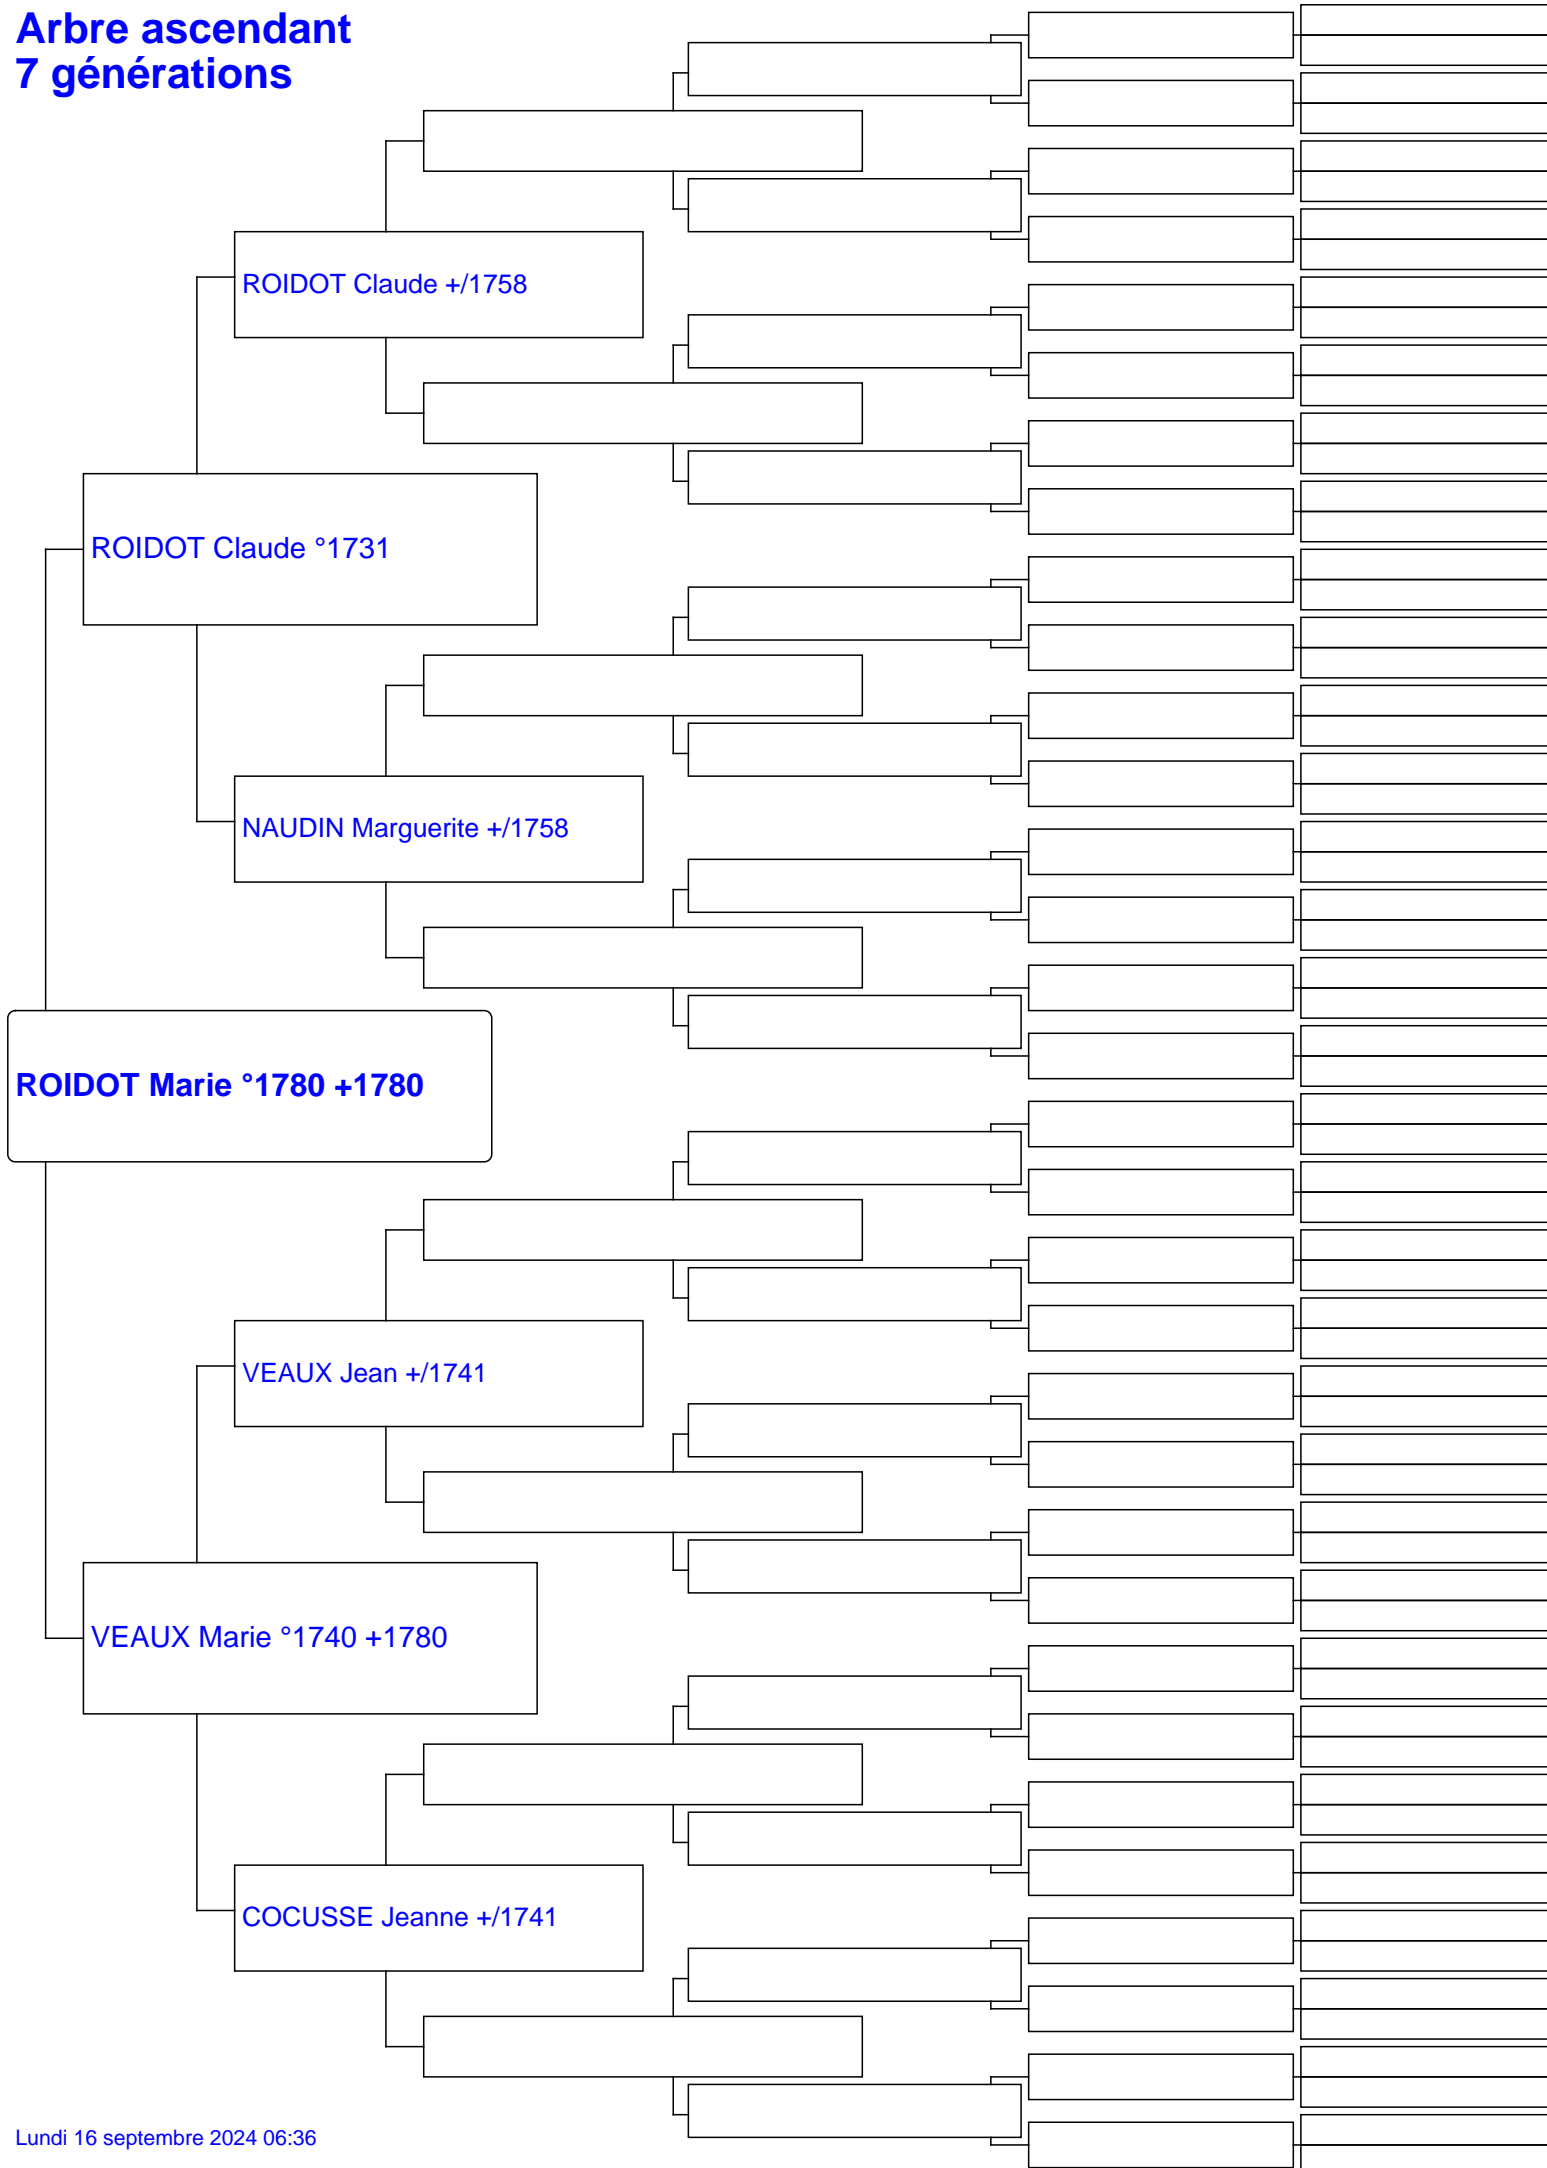 Arbre ascendant
7 générations
ROIDOT Claude +/1758
ROIDOT Claude °1731
NAUDIN Marguerite +/1758
ROIDOT Marie °1780 +1780
VEAUX Jean +/1741
VEAUX Marie °1740 +1780
COCUSSE Jeanne +/1741
Lundi 16 septembre 2024 06:36